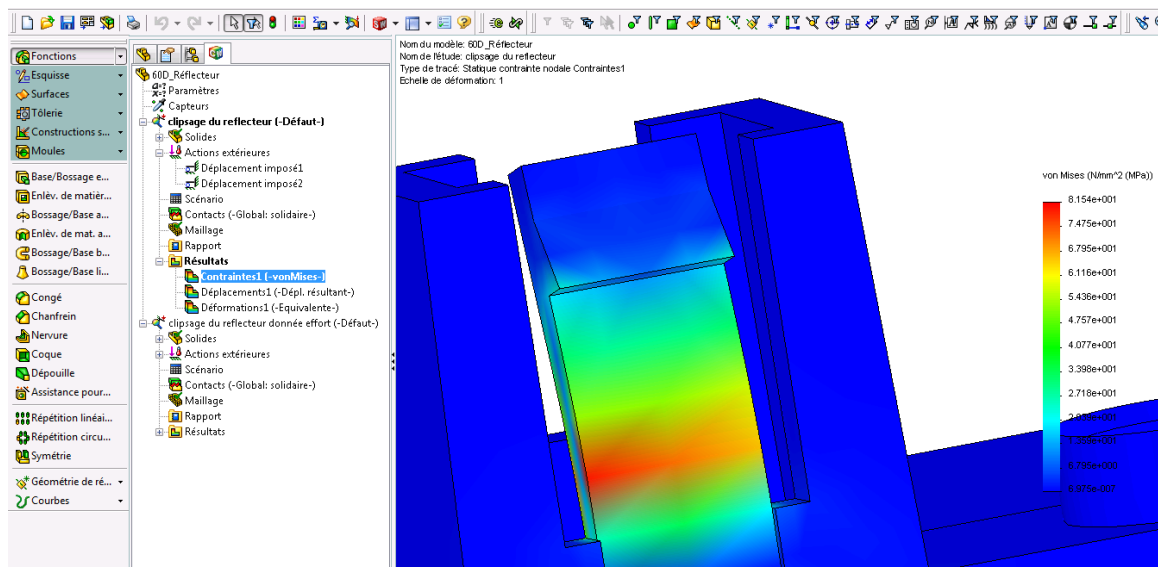 Nom du modèle: 60D_Réflecteur
Nom de l'étude: clipsage du reflecteur
Type de tracé: Statique contrainte nodale Contraintes1
Echelle de déformation: 1
Fonctions
Esquisse
Surfaces
Tôlerie
Constructions s...
Moules
Base/Bossage e...
Enlèv. de matièr...
Bossage/Base a...
Enlèv. de mat. a...
Bossage/Base b...
Bossage/Base li...
Congé
Chanfrein
Nervure
Coque
Dépouille
Assistance pour...
Répétition linéai...
Répétition circu...
Symétrie
Géométrie de ré...
Courbes
60D_Réflecteur
Paramètres
Capteurs
clipsage du reflecteur (-Défaut-)
Solides
Actions extérieures
Déplacement imposé1
Déplacement imposé2
Scénario
Contacts (-Global: solidaire-)
Maillage
Rapport
Résultats
Contraintes1 (-vonMises-)
Déplacements1 (-Dépl. résultant-)
Déformations1 (-Equivalente-)
clipsage du reflecteur donnée effort (-Défaut-)
Solides
Actions extérieures
Scénario
Contacts (-Global: solidaire-)
Maillage
Rapport
Résultats
von Mises (N/mm^2 (MPa))
8.154e+001
7.475e+001
6.795e+001
6.116e+001
5.436e+001
4.757e+001
4.077e+001
3.398e+001
2.718e+001